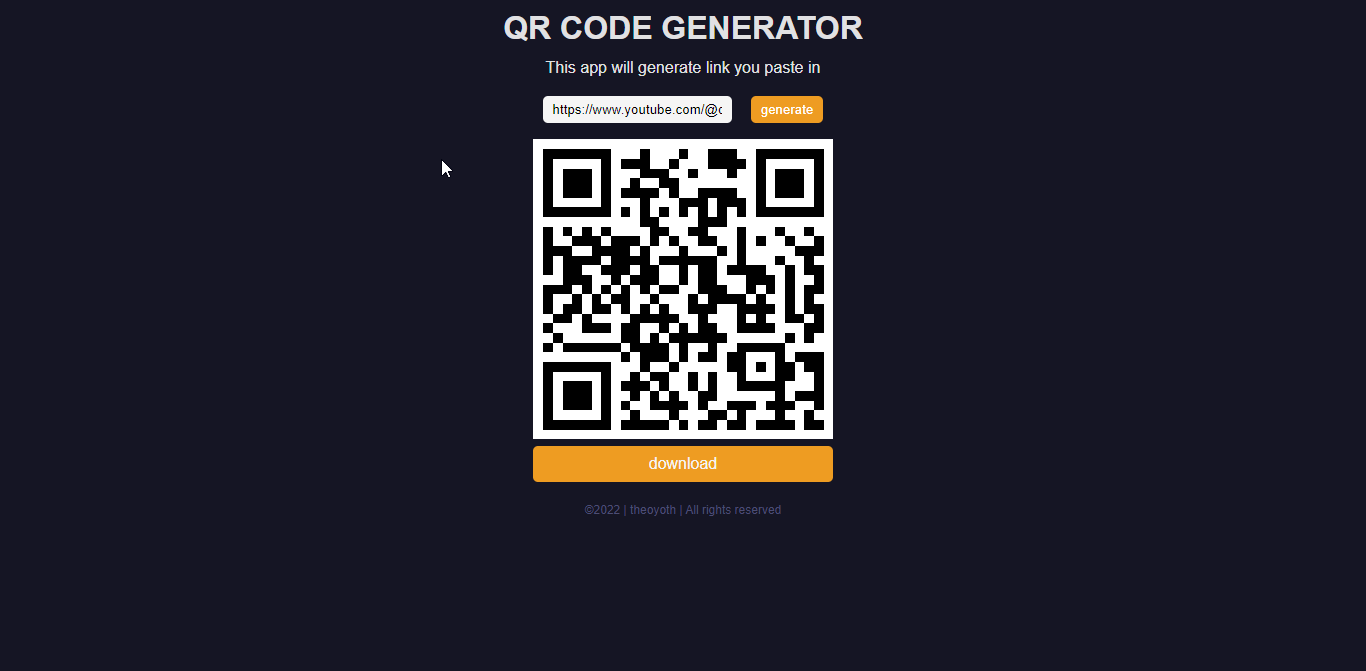 QR CODE GENERATOR
This app will generate link you paste in
https://www.youtube.com/@c
generate
download
©2022 | theoyoth | All rights reserved